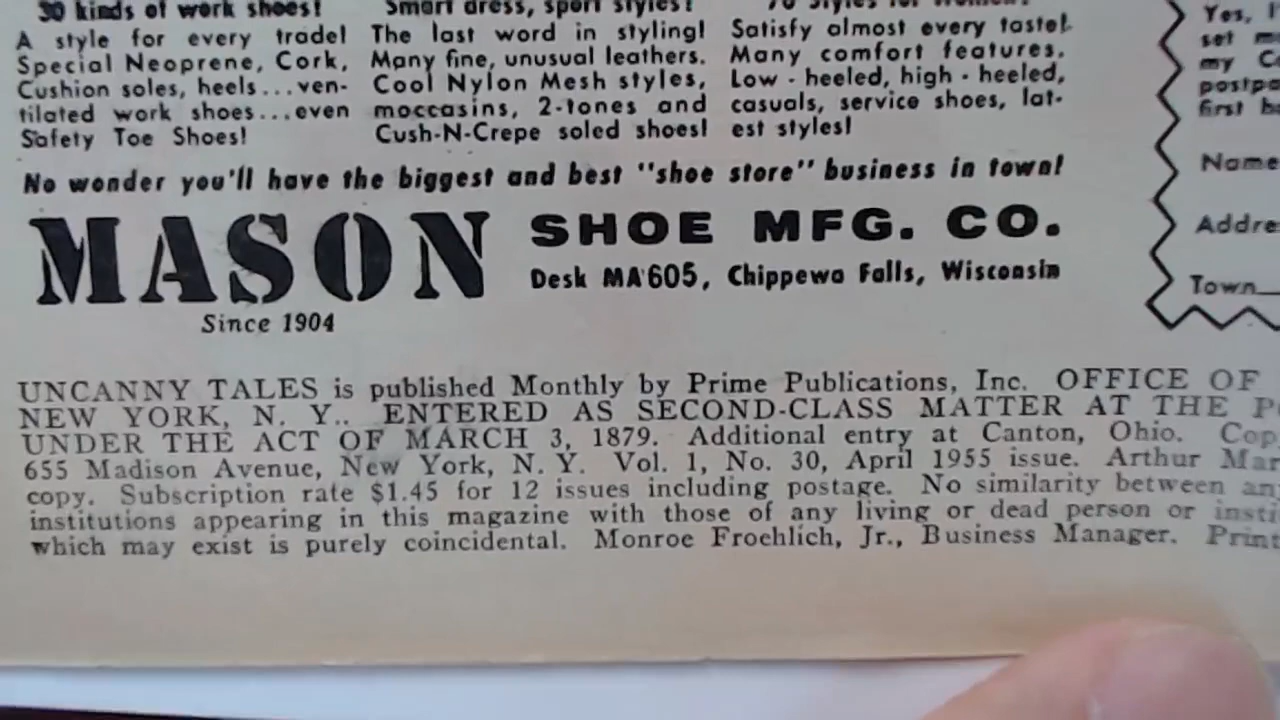 30 kinds of work shoes!
A style for every trade!
Special Neoprene, Cork,
Cushion soles, heels...ven-
tilated work shoes...even
Safety Toe Shoes!
Smart dress, sport styles!
The last word in styling!
Many fine, unusual leathers.
Cool Nylon Mesh styles,
moccasins, 2-tones and
Cush-N-Crepe soled shoes!
70 styles for women!
Satisfy almost every taste!
Many comfort features.
Low - heeled, high - heeled,
casuals, service shoes, lat-
est styles!
No wonder you'll have the biggest and best "shoe store" business in town!
MASON
Since 1904
SHOE MFG. CO.
Desk MA605, Chippewa Falls, Wisconsin
Yes,
set
my
first
Name
Town
UNCANNY TALES is published Monthly by Prime Publications, Inc. OFFICE OF
NEW YORK, N. Y.. ENTERED AS SECOND-CLASS MATTER AT THE
UNDER THE ACT OF MARCH 3, 1879. Additional entry at Canton, Ohio.
655 Madison Avenue, New York, N. Y. Vol. 1, No. 30, April 1955 issue. Arthur
copy. Subscription rate $1.45 for 12 issues including postage. No similarity between
institutions appearing in this magazine with those of any living or dead person or
which may exist is purely coincidental. Monroe Froehlich, Jr., Business Manager.